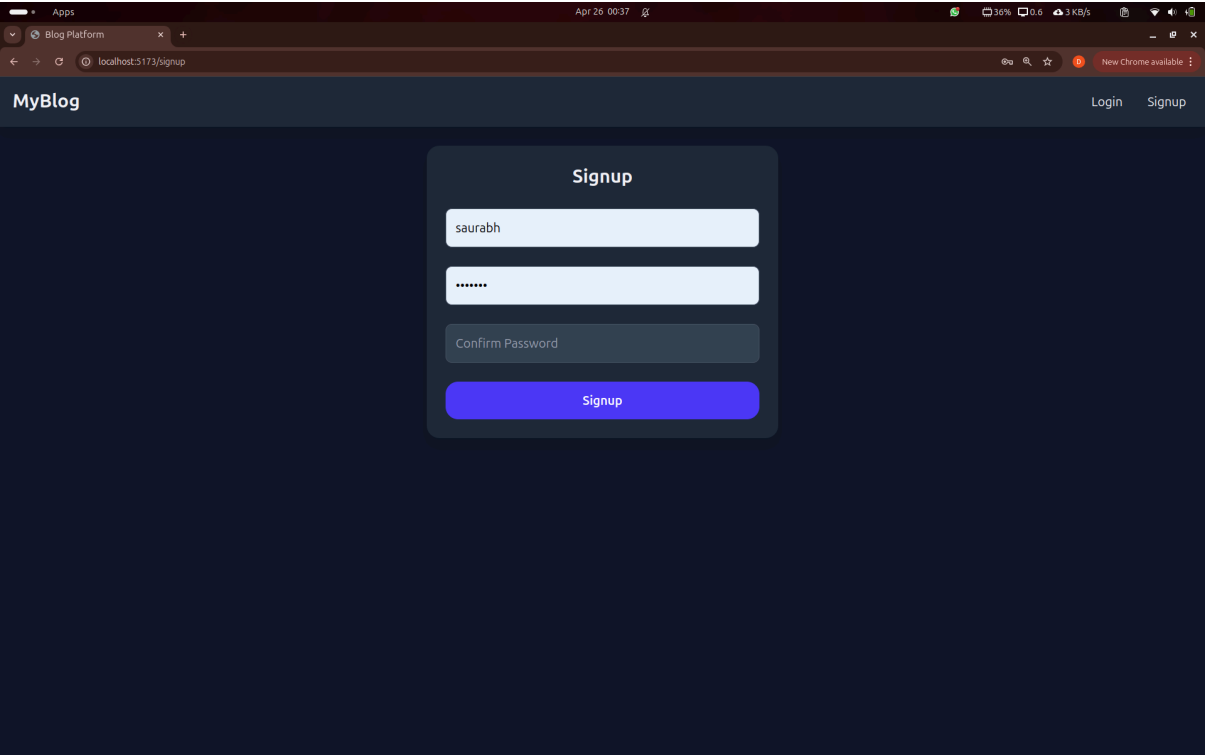 Apps Apr 26 00:37 36% 0.6 3 KB/s
Blog Platform
localhost:5173/signup D New Chrome available
MyBlog Login Signup
Signup
saurabh
•••••••
Confirm Password
Signup